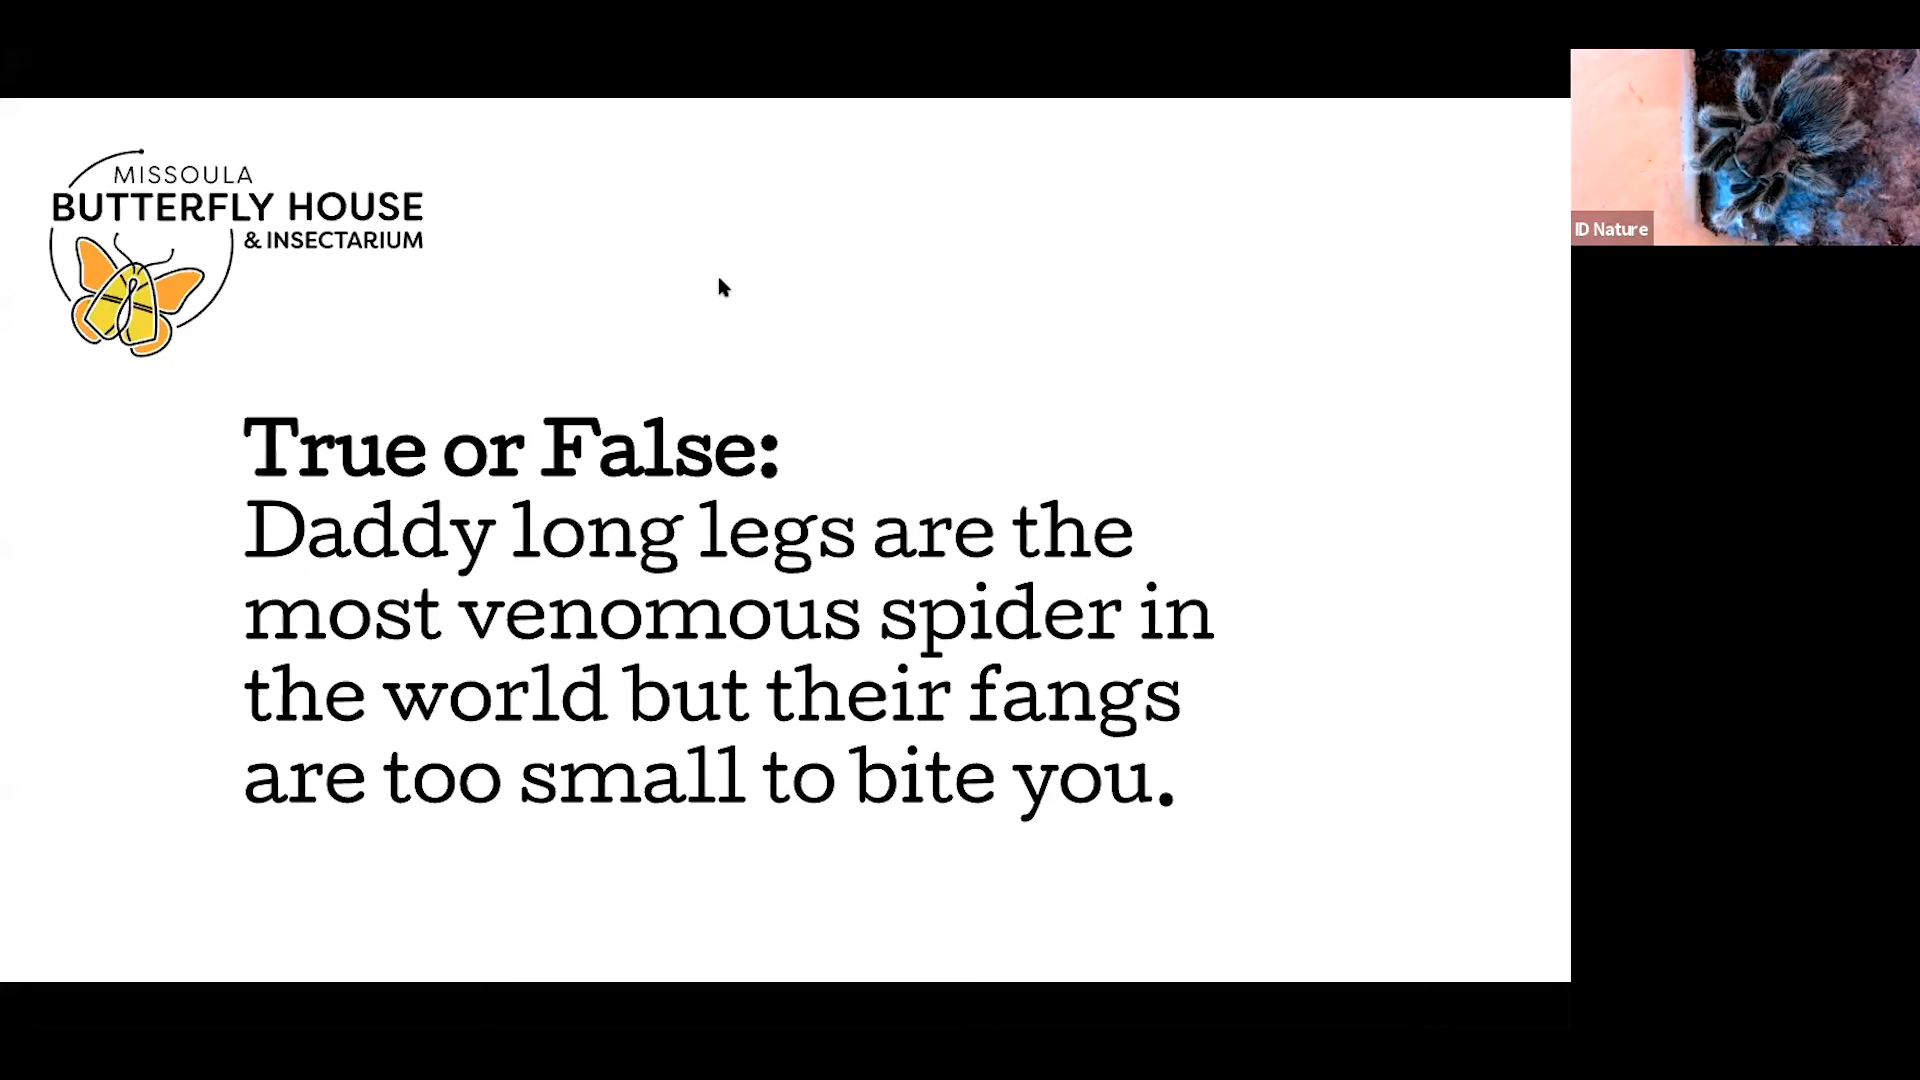 MISSOULA
BUTTERFLY HOUSE
& INSECTARIUM
True or False:
Daddy long legs are the
most venomous spider in
the world but their fangs
are too small to bite you.
ID Nature